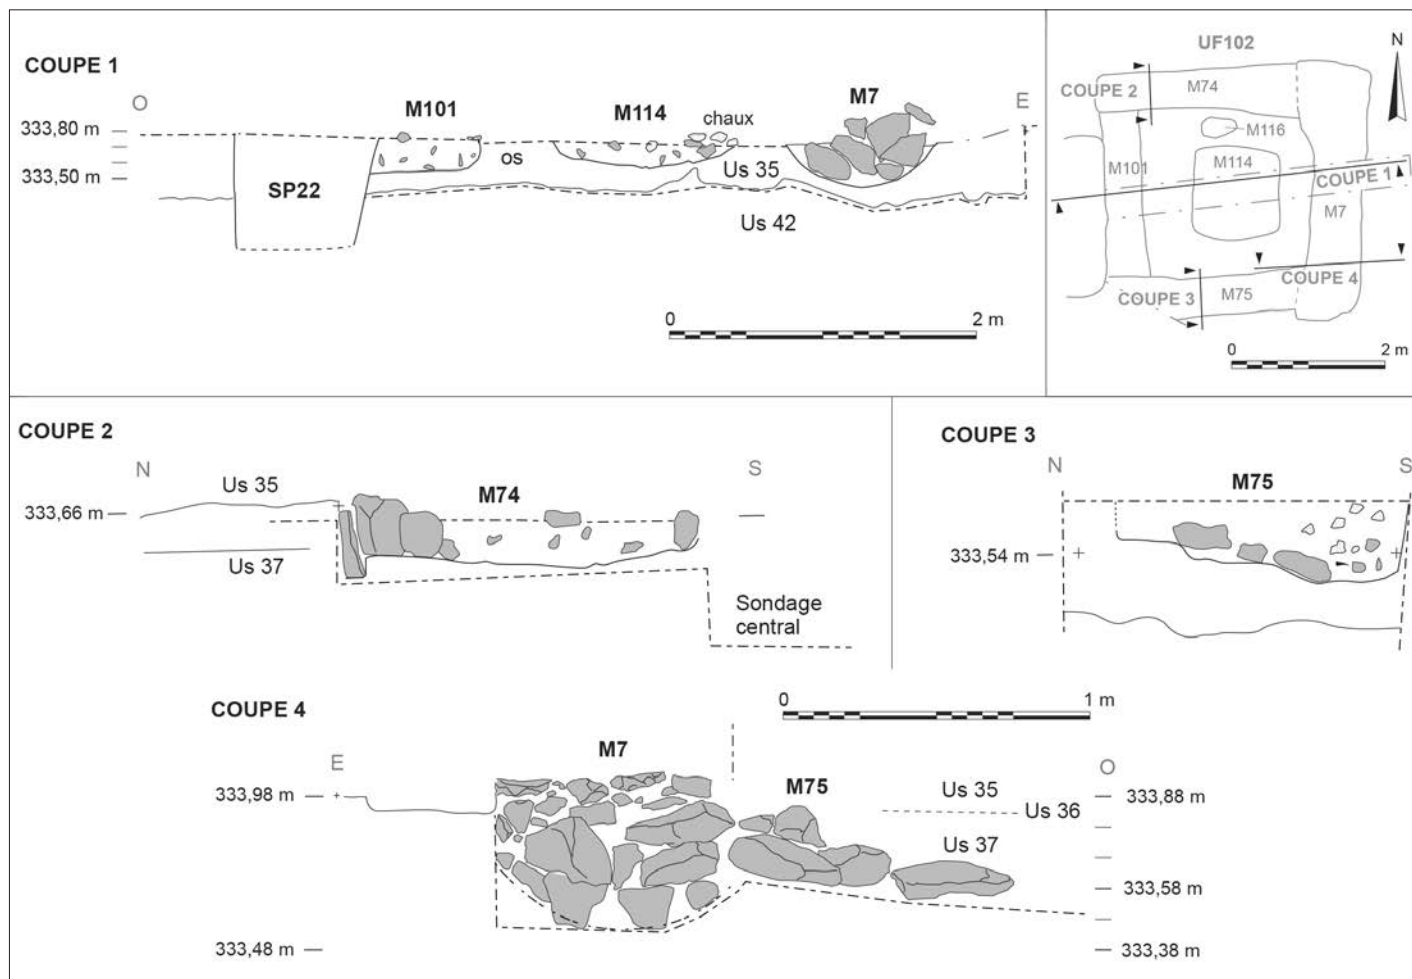 COUPE 1
O
M101
M114
chaux
M7
E
333,80 m
333,50 m
os
SP22
Us 35
Us 42
0
2 m
UF102
N
COUPE 2
M74
M116
M101
M114
COUPE 1
M7
COUPE 4
COUPE 3
M75
0
2 m
COUPE 2
N
S
Us 35
M74
333,66 m
Us 37
Sondage
central
COUPE 3
N
S
M75
333,54 m
0
1 m
COUPE 4
M7
E
O
M75
333,98 m
Us 35
333,88 m
Us 36
Us 37
333,58 m
333,48 m
333,38 m